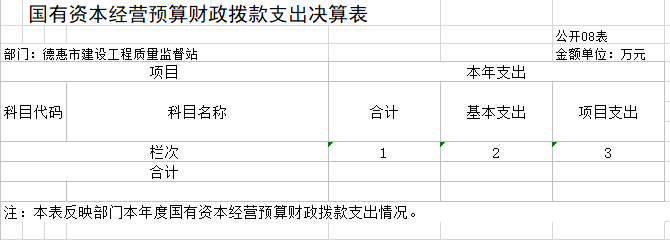 国有资本经营预算财政拨款支出决算表
公开08表
部门：德惠市建设工程质量监督站 金额单位：万元
项目 本年支出
科目代码 科目名称 合计 基本支出 项目支出
栏次 1 2 3
合计
注：本表反映部门本年度国有资本经营预算财政拨款支出情况。